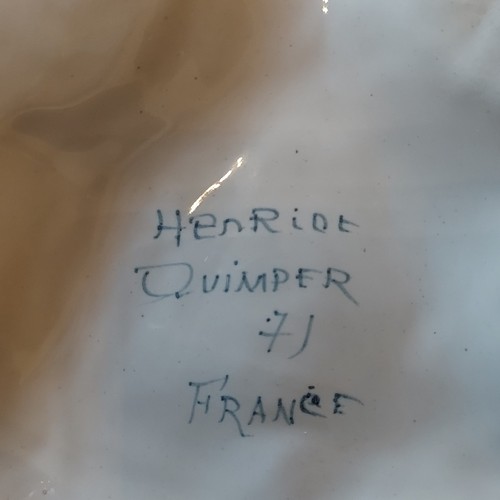 HenRiot
QUiMPER
71
FRANCE